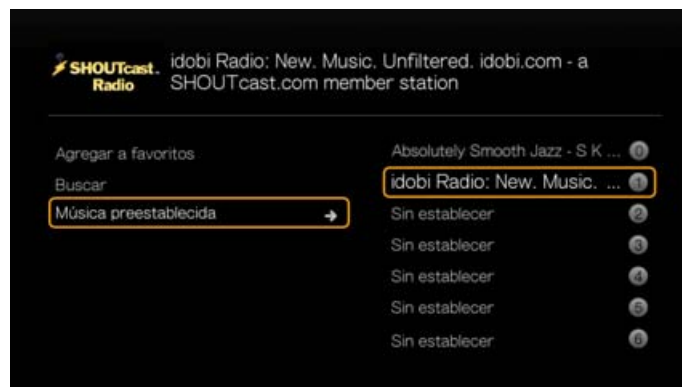 SHOUTcast.
Radio
idobi Radio: New. Music. Unfiltered. idobi.com - a
SHOUTcast.com member station
Agregar a favoritos
Buscar
Música preestablecida
Absolutely Smooth Jazz - S K ... 0
idobi Radio: New. Music. ... 1
Sin establecer 2
Sin establecer 3
Sin establecer 4
Sin establecer 5
Sin establecer 6